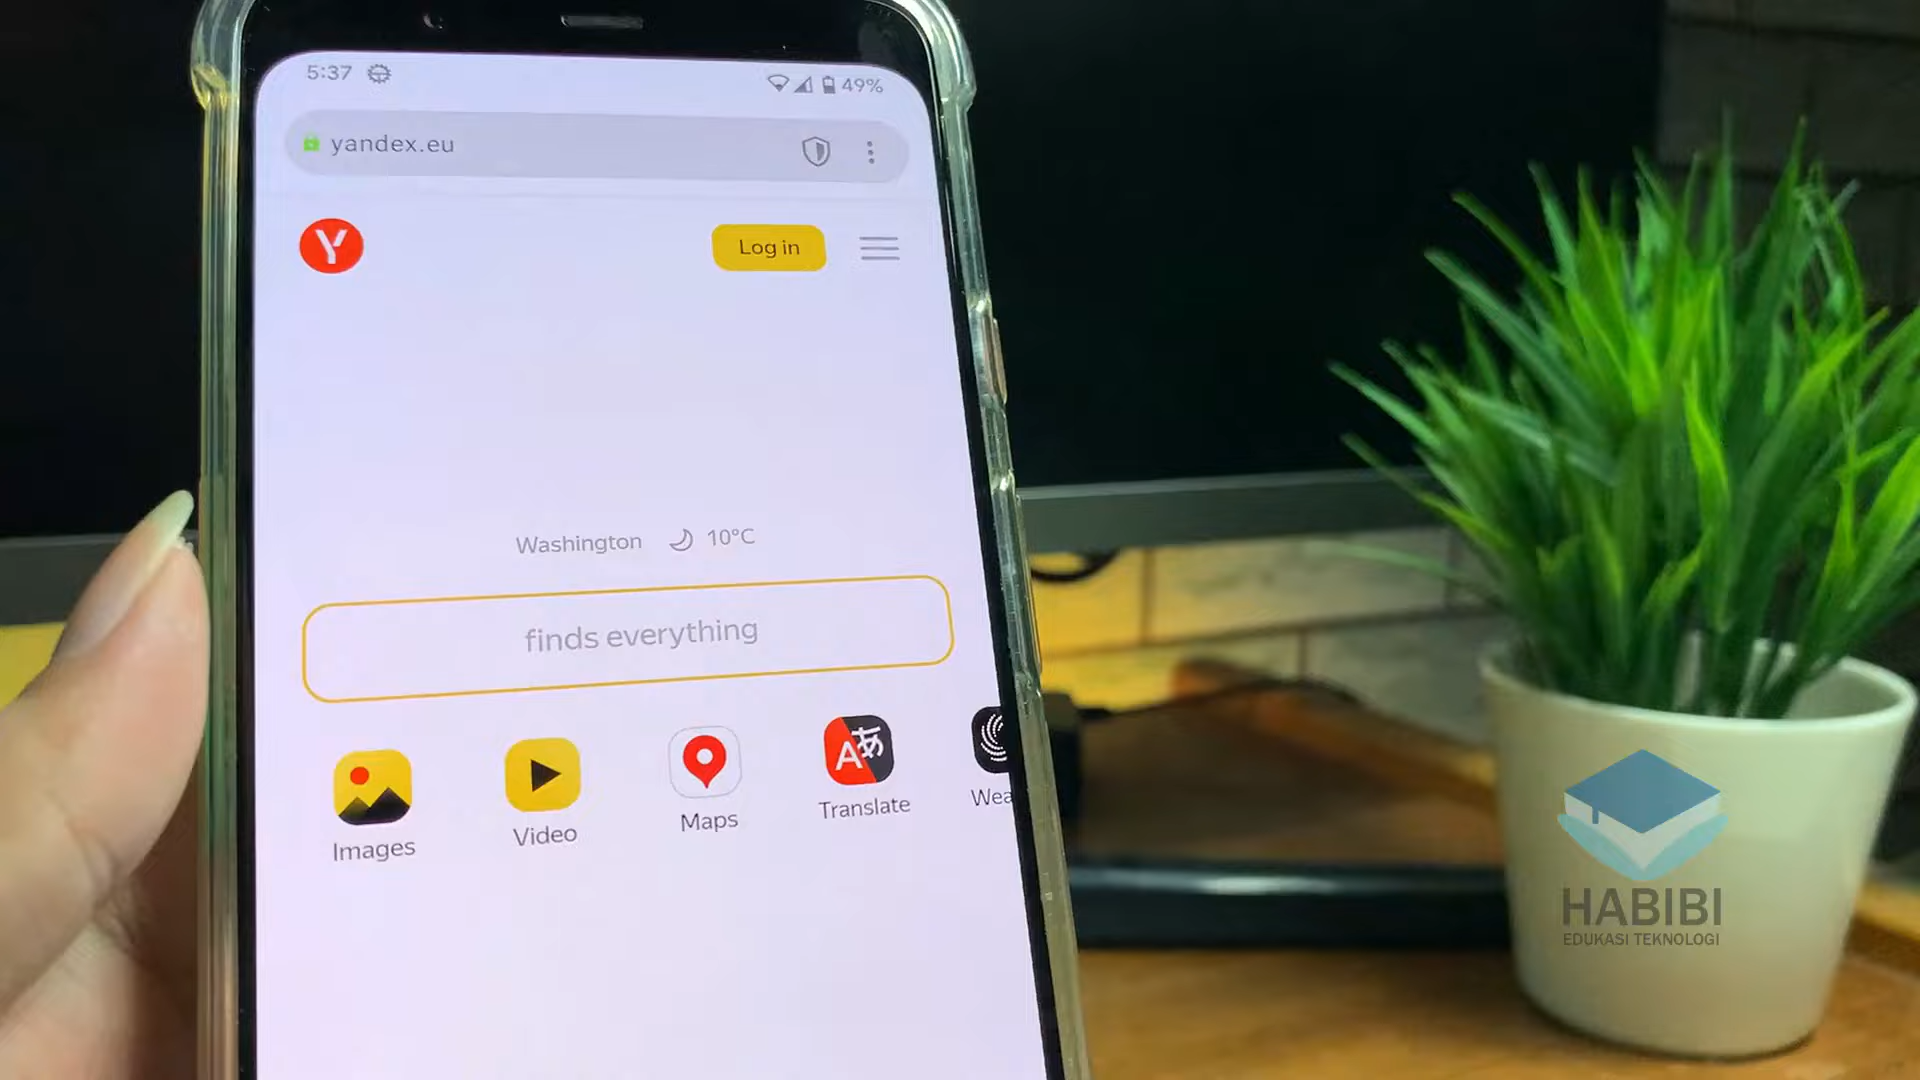 5:37
49%
yandex.eu
Y
Log in
Washington 10°C
finds everything
Images
Video
Maps
Translate
Wea
HABIBI
EDUKASI TEKNOLOGI